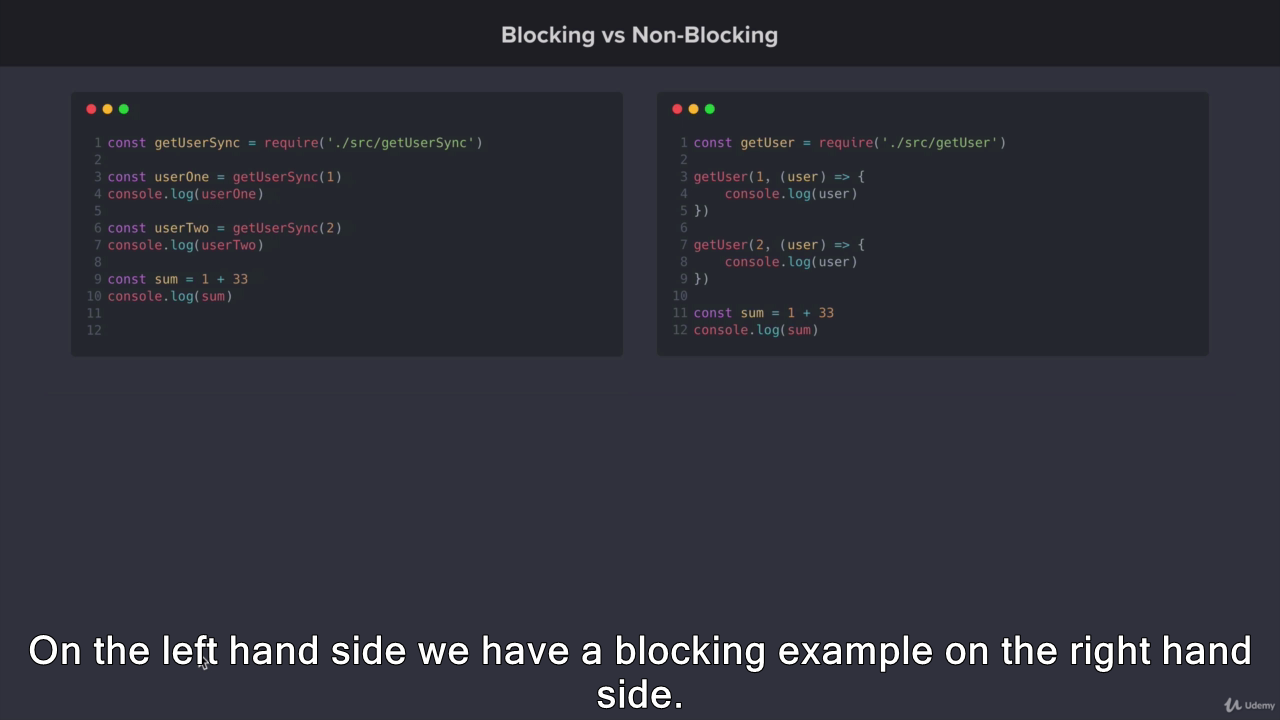 Blocking vs Non-Blocking
1 const getUserSync = require('./src/getUserSync')
2
3 const userOne = getUserSync(1)
4 console.log(userOne)
5
6 const userTwo = getUserSync(2)
7 console.log(userTwo)
8
9 const sum = 1 + 33
10 console.log(sum)
11
12
1 const getUser = require('./src/getUser')
2
3 getUser(1, (user) => {
4     console.log(user)
5 })
6
7 getUser(2, (user) => {
8     console.log(user)
9 })
10
11 const sum = 1 + 33
12 console.log(sum)
On the left hand side we have a blocking example on the right hand
side.
Udemy